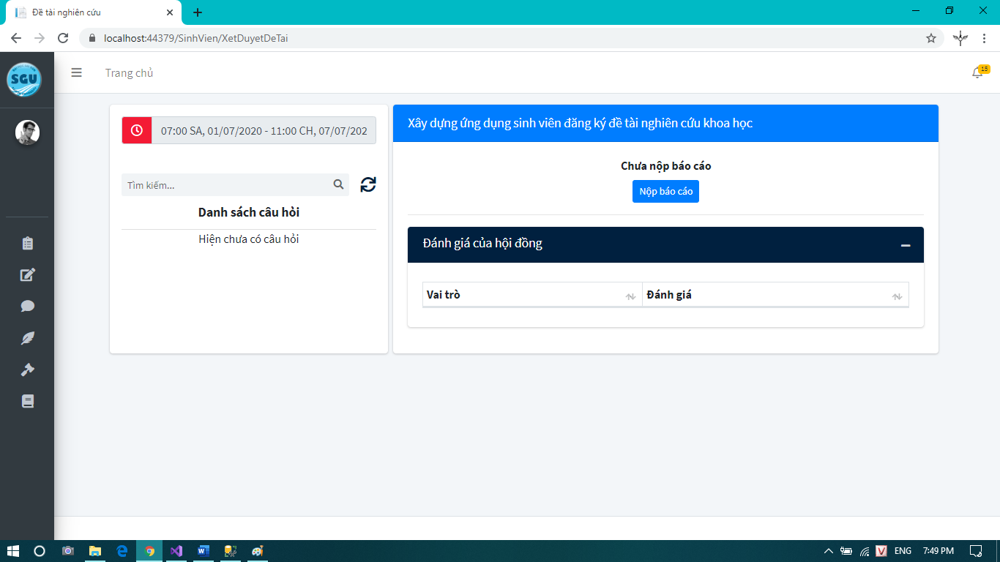 Đề tài nghiên cứu
localhost:44379/SinhVien/XetDuyetDeTai
SGU
Trang chủ
15
07:00 SA, 01/07/2020 - 11:00 CH, 07/07/202
Tìm kiếm...
Danh sách câu hỏi
Hiện chưa có câu hỏi
Xây dựng ứng dụng sinh viên đăng ký đề tài nghiên cứu khoa học
Chưa nộp báo cáo
Nộp báo cáo
Đánh giá của hội đồng
Vai trò
Đánh giá
ENG
7:49 PM